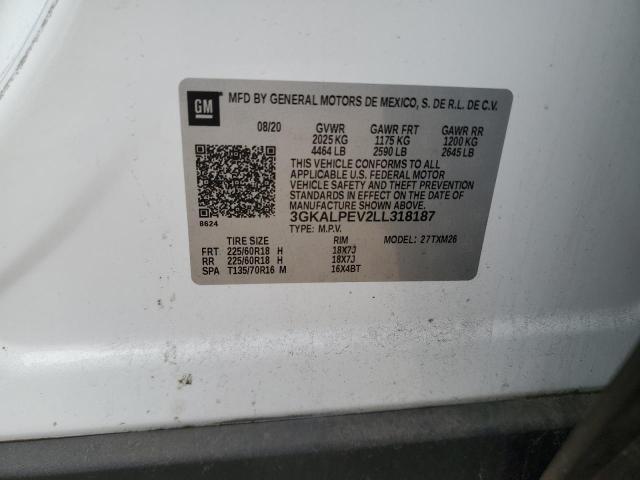 GM MFD BY GENERAL MOTORS DE MEXICO, S. DE R.L. DE C.V.
08/20 GVWR GAWR FRT GAWR RR
2025 KG 1175 KG 1200 KG
4464 LB 2590 LB 2645 LB
THIS VEHICLE CONFORMS TO ALL
APPLICABLE U.S. FEDERAL MOTOR
VEHICLE SAFETY AND THEFT PREVENTION
STANDARDS IN EFFECT ON THE DATE OF
MANUFACTURE SHOWN ABOVE.
8624 3GKALPEV2LL318187
TYPE: M.P.V.
TIRE SIZE RIM MODEL: 27TXM26
FRT 225/60R18 H 18X7J
RR 225/60R18 H 18X7J
SPA T135/70R16 M 16X4BT